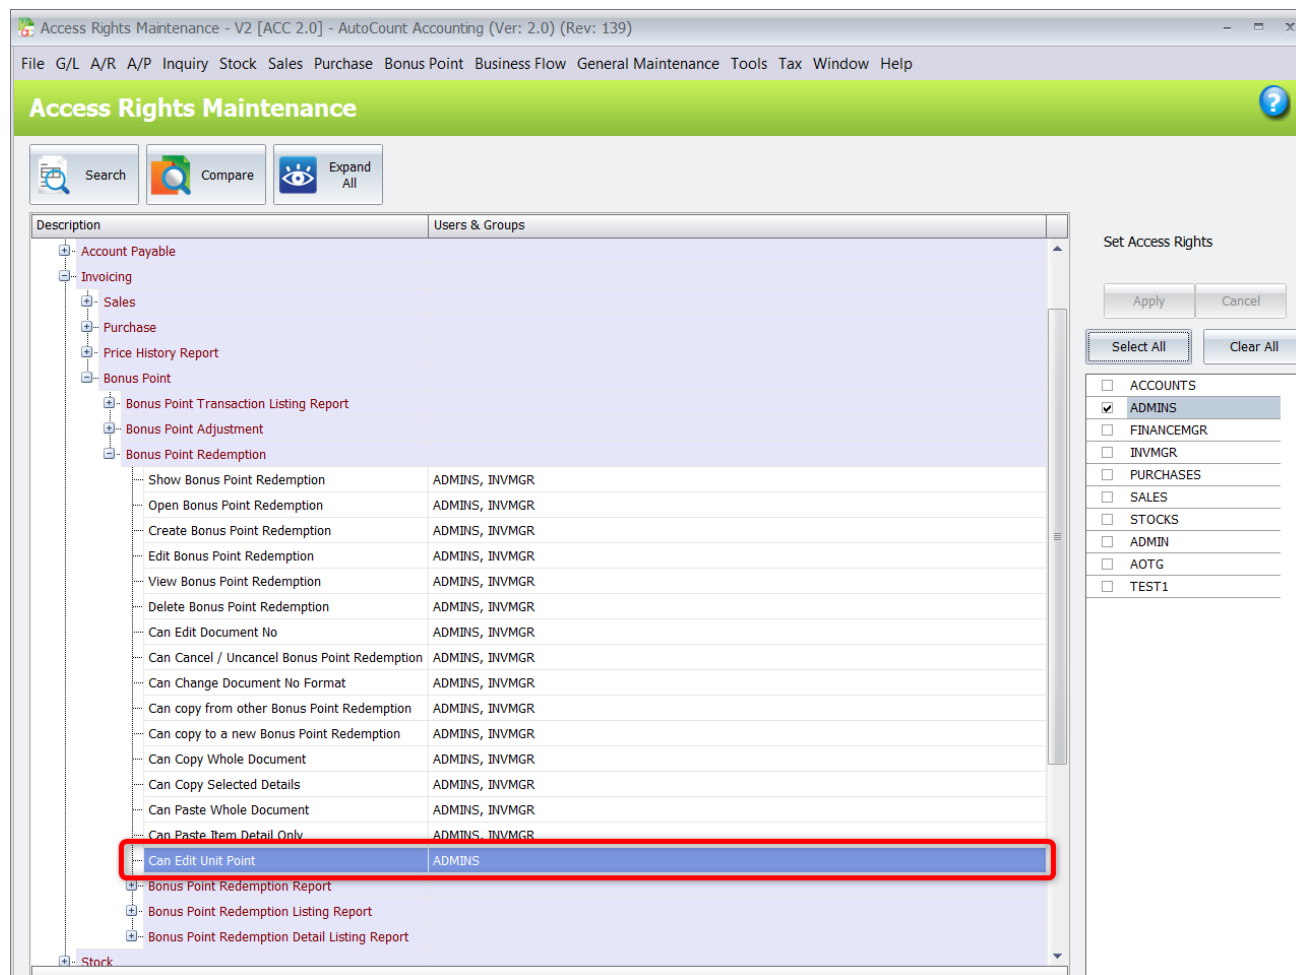 Access Rights Maintenance - V2 [ACC 2.0] - AutoCount Accounting (Ver: 2.0) (Rev: 139)
File G/L A/R A/P Inquiry Stock Sales Purchase Bonus Point Business Flow General Maintenance Tools Tax Window Help
Access Rights Maintenance
Search Compare Expand All
Description Users & Groups
Account Payable
Invoicing
Sales
Purchase
Price History Report
Bonus Point
Bonus Point Transaction Listing Report
Bonus Point Adjustment
Bonus Point Redemption
Show Bonus Point Redemption ADMINS, INVMGR
Open Bonus Point Redemption ADMINS, INVMGR
Create Bonus Point Redemption ADMINS, INVMGR
Edit Bonus Point Redemption ADMINS, INVMGR
View Bonus Point Redemption ADMINS, INVMGR
Delete Bonus Point Redemption ADMINS, INVMGR
Can Edit Document No ADMINS, INVMGR
Can Cancel / Uncancel Bonus Point Redemption ADMINS, INVMGR
Can Change Document No Format ADMINS, INVMGR
Can copy from other Bonus Point Redemption ADMINS, INVMGR
Can copy to a new Bonus Point Redemption ADMINS, INVMGR
Can Copy Whole Document ADMINS, INVMGR
Can Copy Selected Details ADMINS, INVMGR
Can Paste Whole Document ADMINS, INVMGR
Can Paste Item Detail Only ADMINS, INVMGR
Can Edit Unit Point ADMINS
Bonus Point Redemption Report
Bonus Point Redemption Listing Report
Bonus Point Redemption Detail Listing Report
Stock
Set Access Rights
Apply Cancel
Select All Clear All
ACCOUNTS
ADMINS
FINANCEMGR
INVMGR
PURCHASES
SALES
STOCKS
ADMIN
AOTG
TEST1